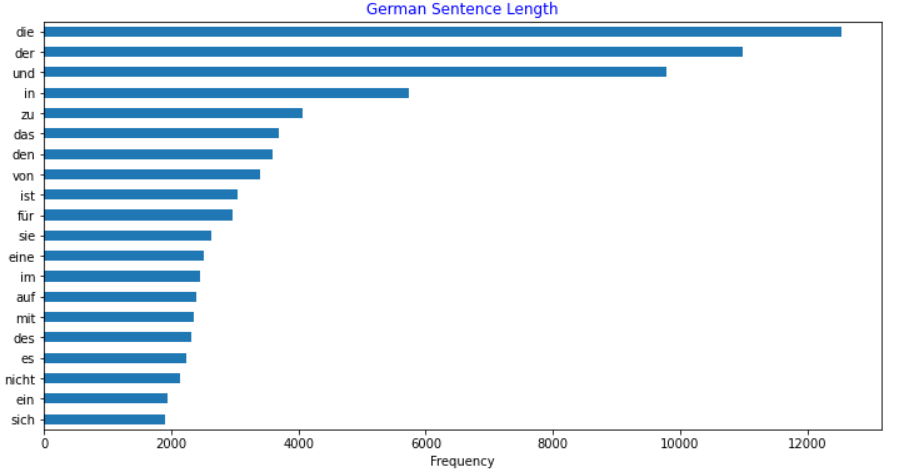 German Sentence Length
die
der
und
in
zu
das
den
von
ist
für
sie
eine
im
auf
mit
des
es
nicht
ein
sich
0 2000 4000 6000 8000 10000 12000
Frequency